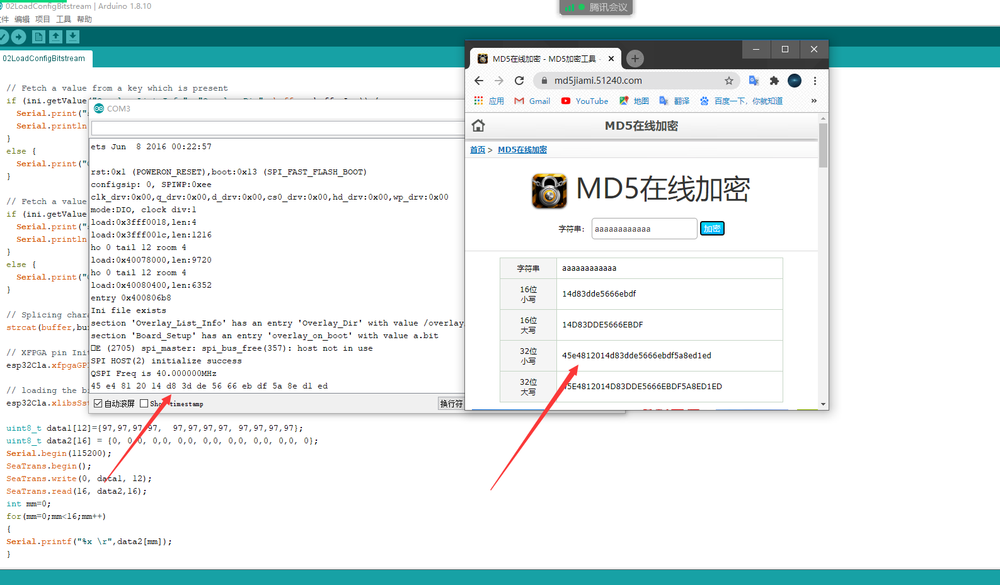 02LoadConfigBitstream | Arduino 1.8.10
腾讯会议
文件 编辑 项目 工具 帮助
02LoadConfigBitstream
// Fetch a value from a key which is present
if (ini.getValue(
Serial.print("
Serial.println
}
else {
Serial.print("
}
// Fetch a value
if (ini.getValue
Serial.print("
Serial.println
}
else {
Serial.print("
}
// Splicing chara
strcat(buffer,bu
// XFPGA pin Init
esp32Cla.xfpgaGP
// loading the bi
esp32Cla.xlibsSst
uint8_t data1[12]={97,97,97,97,  97,97,97,97, 97,97,97,97};
uint8_t data2[16] = {0, 0,0, 0,0, 0,0, 0,0, 0,0, 0,0, 0,0, 0};
Serial.begin(115200);
SeaTrans.begin();
SeaTrans.write(0, data1, 12);
SeaTrans.read(16, data2,16);
int mm=0;
for(mm=0;mm<16;mm++)
{
Serial.printf("%x \r",data2[mm]);
}
COM3
ets Jun  8 2016 00:22:57
rst:0x1 (POWERON_RESET),boot:0x13 (SPI_FAST_FLASH_BOOT)
configsip: 0, SPIWP:0xee
clk_drv:0x00,q_drv:0x00,d_drv:0x00,cs0_drv:0x00,hd_drv:0x00,wp_drv:0x00
mode:DIO, clock div:1
load:0x3fff0018,len:4
load:0x3fff001c,len:1216
ho 0 tail 12 room 4
load:0x40078000,len:9720
ho 0 tail 12 room 4
load:0x40080400,len:6352
entry 0x400806b8
Ini file exists
section 'Overlay_List_Info' has an entry 'Overlay_Dir' with value /overlay
section 'Board_Setup' has an entry 'overlay_on_boot' with value a.bit
E (2705) spi_master: spi_bus_free(357): host not in use
SPI HOST(2) initialize success
QSPI Freq is 40.000000MHz
45 e4 81 20 14 d8 3d de 56 66 eb df 5a 8e d1 ed
自动滚屏 Show timestamp
换行符
MD5在线加密 - MD5加密工具 -
md5jiami.51240.com
应用 Gmail YouTube 地图 翻译 百度一下，你就知道 »
MD5在线加密
首页 > MD5在线加密
MD5在线加密
字符串: aaaaaaaaaaaa 加密
字符串 aaaaaaaaaaaa
16位
小写 14d83dde5666ebdf
16位
大写 14D83DDE5666EBDF
32位
小写 45e4812014d83dde5666ebdf5a8ed1ed
32位
大写 45E4812014D83DDE5666EBDF5A8ED1ED